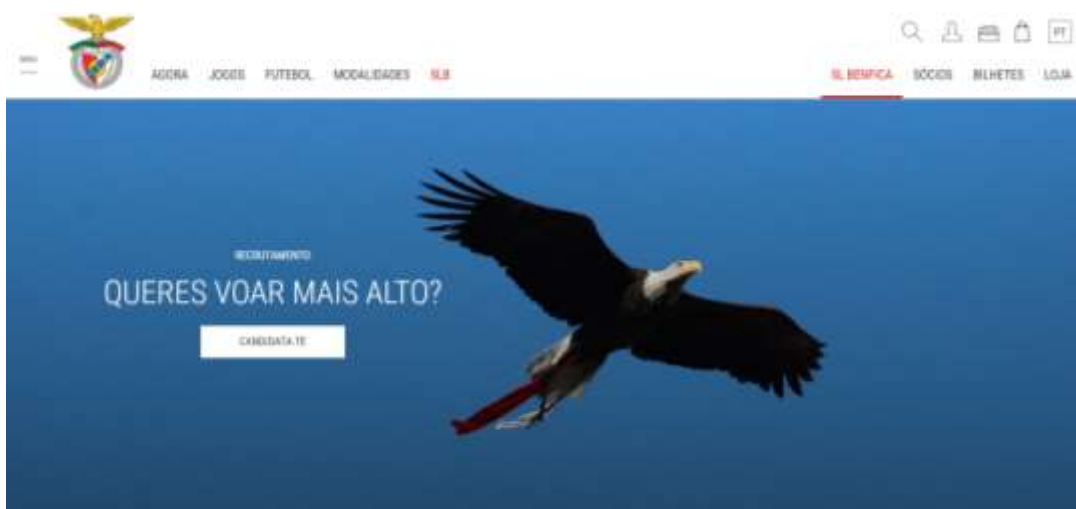 MENU
AGORA JOGOS FUTEBOL MODALIDADES SLB
SL BENFICA SÓCIOS BILHETES LOJA
PT
RECRUTAMENTO
QUERES VOAR MAIS ALTO?
CANDIDATA-TE